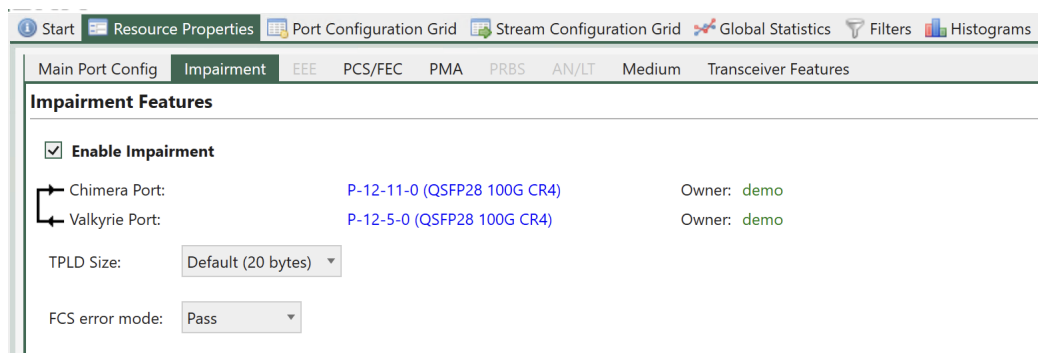 Start Resource Properties Port Configuration Grid Stream Configuration Grid Global Statistics Filters Histograms
Main Port Config Impairment EEE PCS/FEC PMA PRBS AN/LT Medium Transceiver Features
Impairment Features
Enable Impairment
Chimera Port: P-12-11-0 (QSFP28 100G CR4) Owner: demo
Valkyrie Port: P-12-5-0 (QSFP28 100G CR4) Owner: demo
TPLD Size: Default (20 bytes)
FCS error mode: Pass